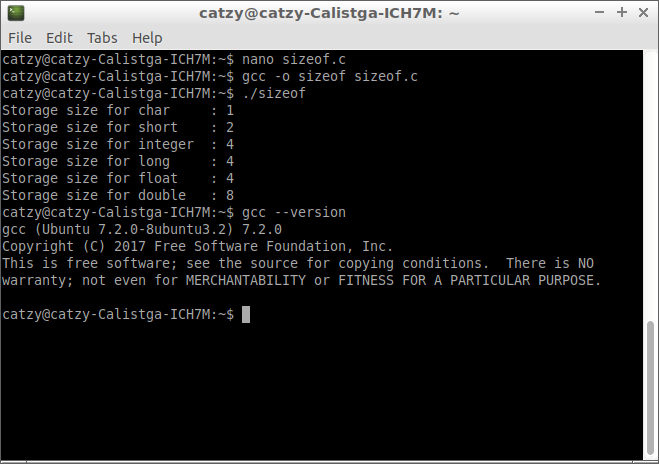 catzy@catzy-Calistga-ICH7M: ~
File Edit Tabs Help
catzy@catzy-Calistga-ICH7M:~$ nano sizeof.c
catzy@catzy-Calistga-ICH7M:~$ gcc -o sizeof sizeof.c
catzy@catzy-Calistga-ICH7M:~$ ./sizeof
Storage size for char     : 1
Storage size for short    : 2
Storage size for integer  : 4
Storage size for long     : 4
Storage size for float    : 4
Storage size for double   : 8
catzy@catzy-Calistga-ICH7M:~$ gcc --version
gcc (Ubuntu 7.2.0-8ubuntu3.2) 7.2.0
Copyright (C) 2017 Free Software Foundation, Inc.
This is free software; see the source for copying conditions.  There is NO
warranty; not even for MERCHANTABILITY or FITNESS FOR A PARTICULAR PURPOSE.
catzy@catzy-Calistga-ICH7M:~$